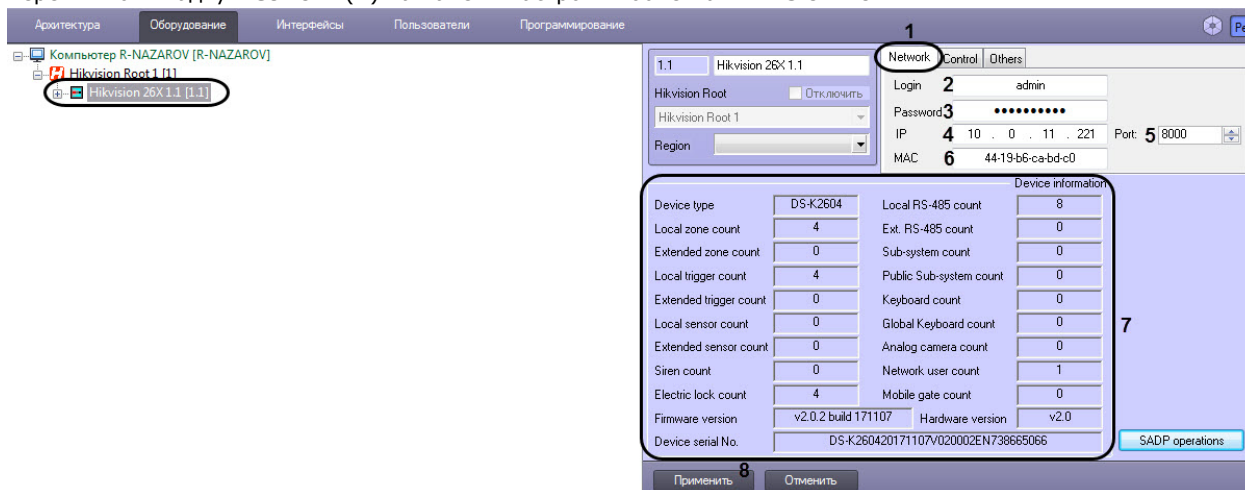 Архитектура Оборудование Интерфейсы Пользователи Программирование
Компьютер R-NAZAROV [R-NAZAROV]
Hikvision Root 1 [1]
Hikvision 26X 1.1 [1.1]
1.1 Hikvision 26X 1.1
Hikvision Root Отключить
Hikvision Root 1
Region
1
Network Control Others
Login 2 admin
Password 3 ••••••••••
IP 4 10 . 0 . 11 . 221 Port: 5 8000
MAC 6 44-19-b6-ca-bd-c0
Device information
Device type DS-K2604 Local RS-485 count 8
Local zone count 4 Ext. RS-485 count 0
Extended zone count 0 Sub-system count 0
Local trigger count 4 Public Sub-system count 0
Extended trigger count 0 Keyboard count 0
Local sensor count 0 Global Keyboard count 0 7
Extended sensor count 0 Analog camera count 0
Siren count 0 Network user count 1
Electric lock count 4 Mobile gate count 0
Firmware version v2.0.2 build 171107 Hardware version v2.0
Device serial No. DS-K260420171107V020002EN738665066 SADP operations
Применить 8 Отменить